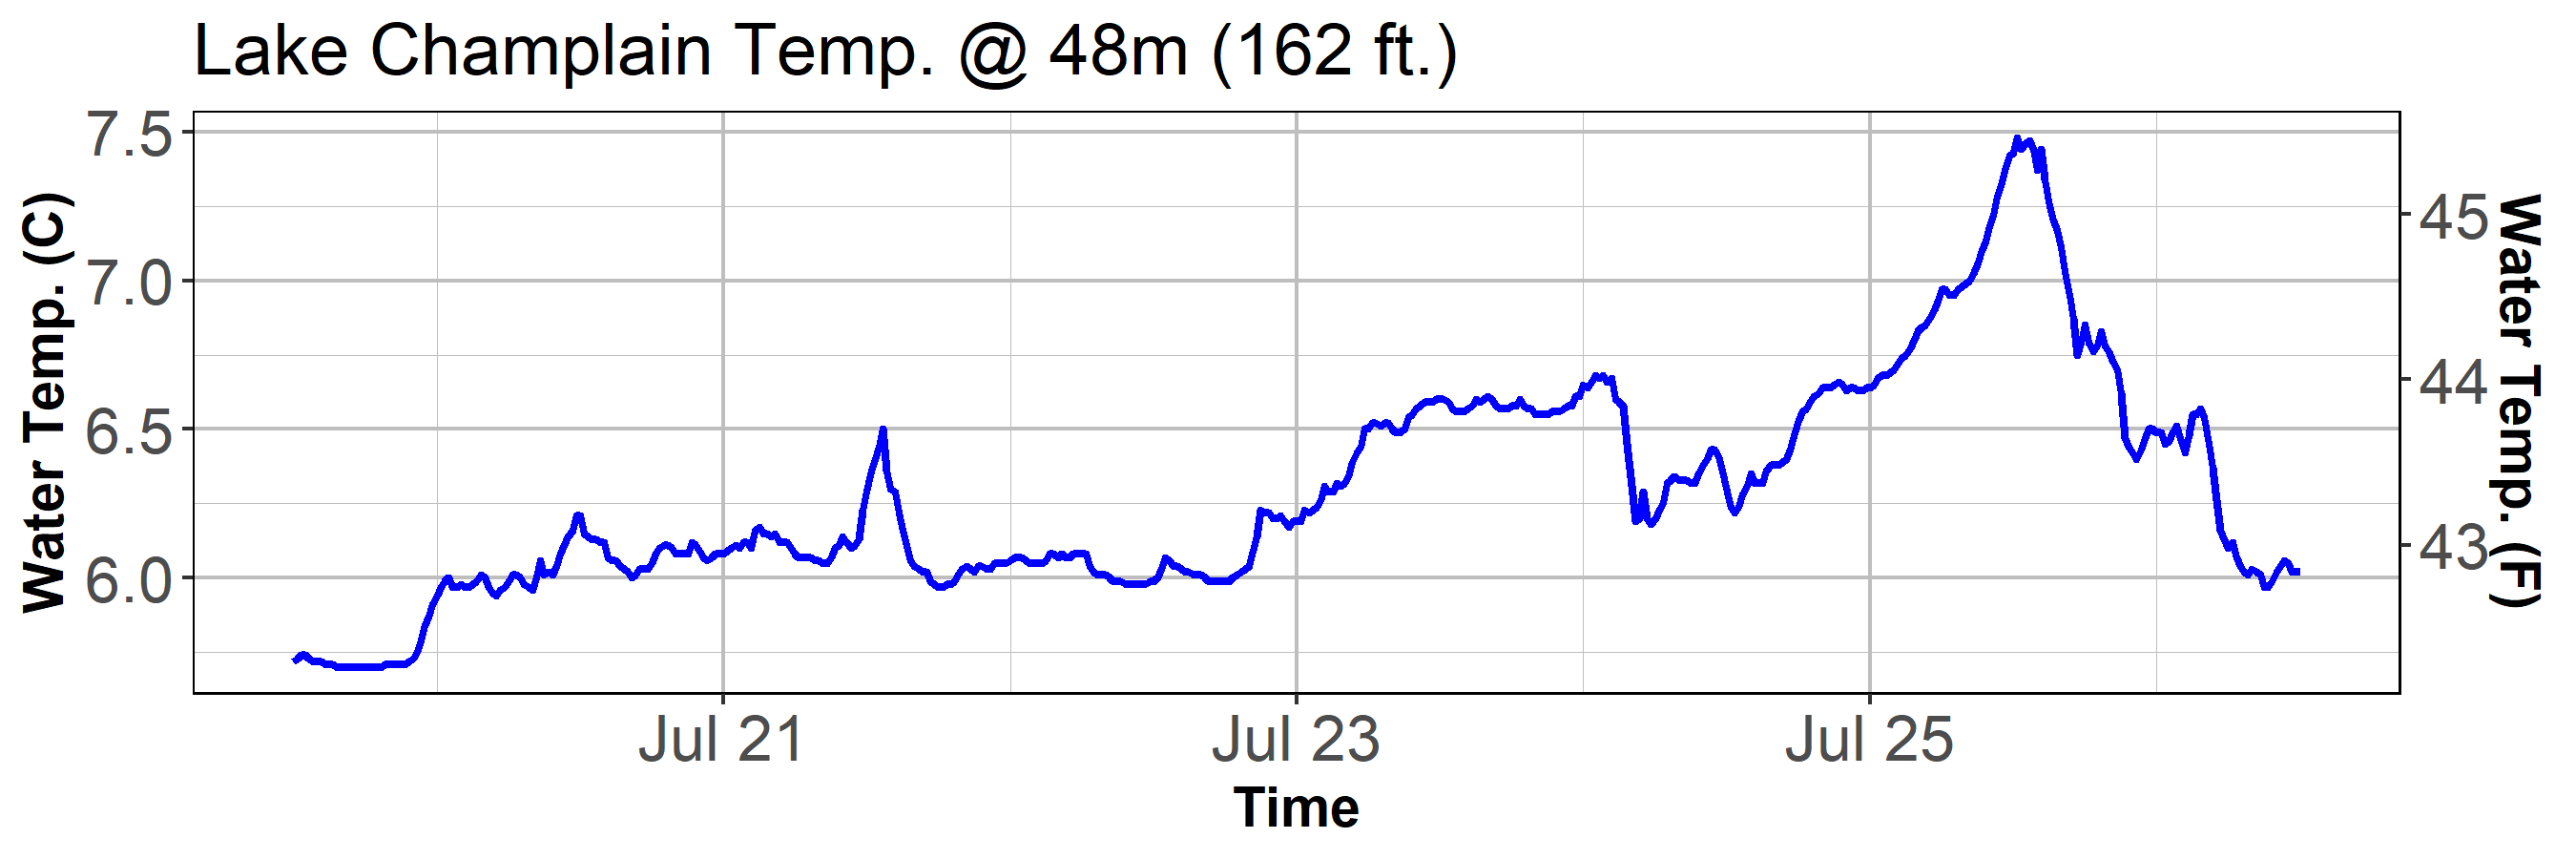 Lake Champlain Temp. @ 48m (162 ft.)
Water Temp. (C)
7.5
7.0
6.5
6.0
Water Temp. (F)
45
44
43
Jul 21 Jul 23 Jul 25
Time